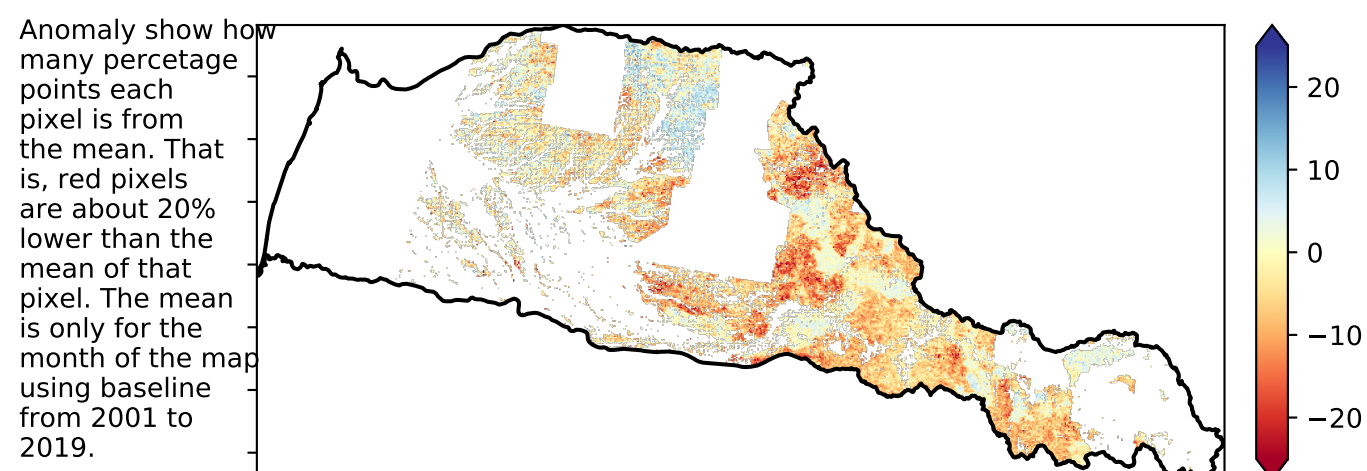 Anomaly show how
many percetage
points each
pixel is from
the mean. That
is, red pixels
are about 20%
lower than the
mean of that
pixel. The mean
is only for the
month of the map
using baseline
from 2001 to
2019.
20
10
0
−10
−20